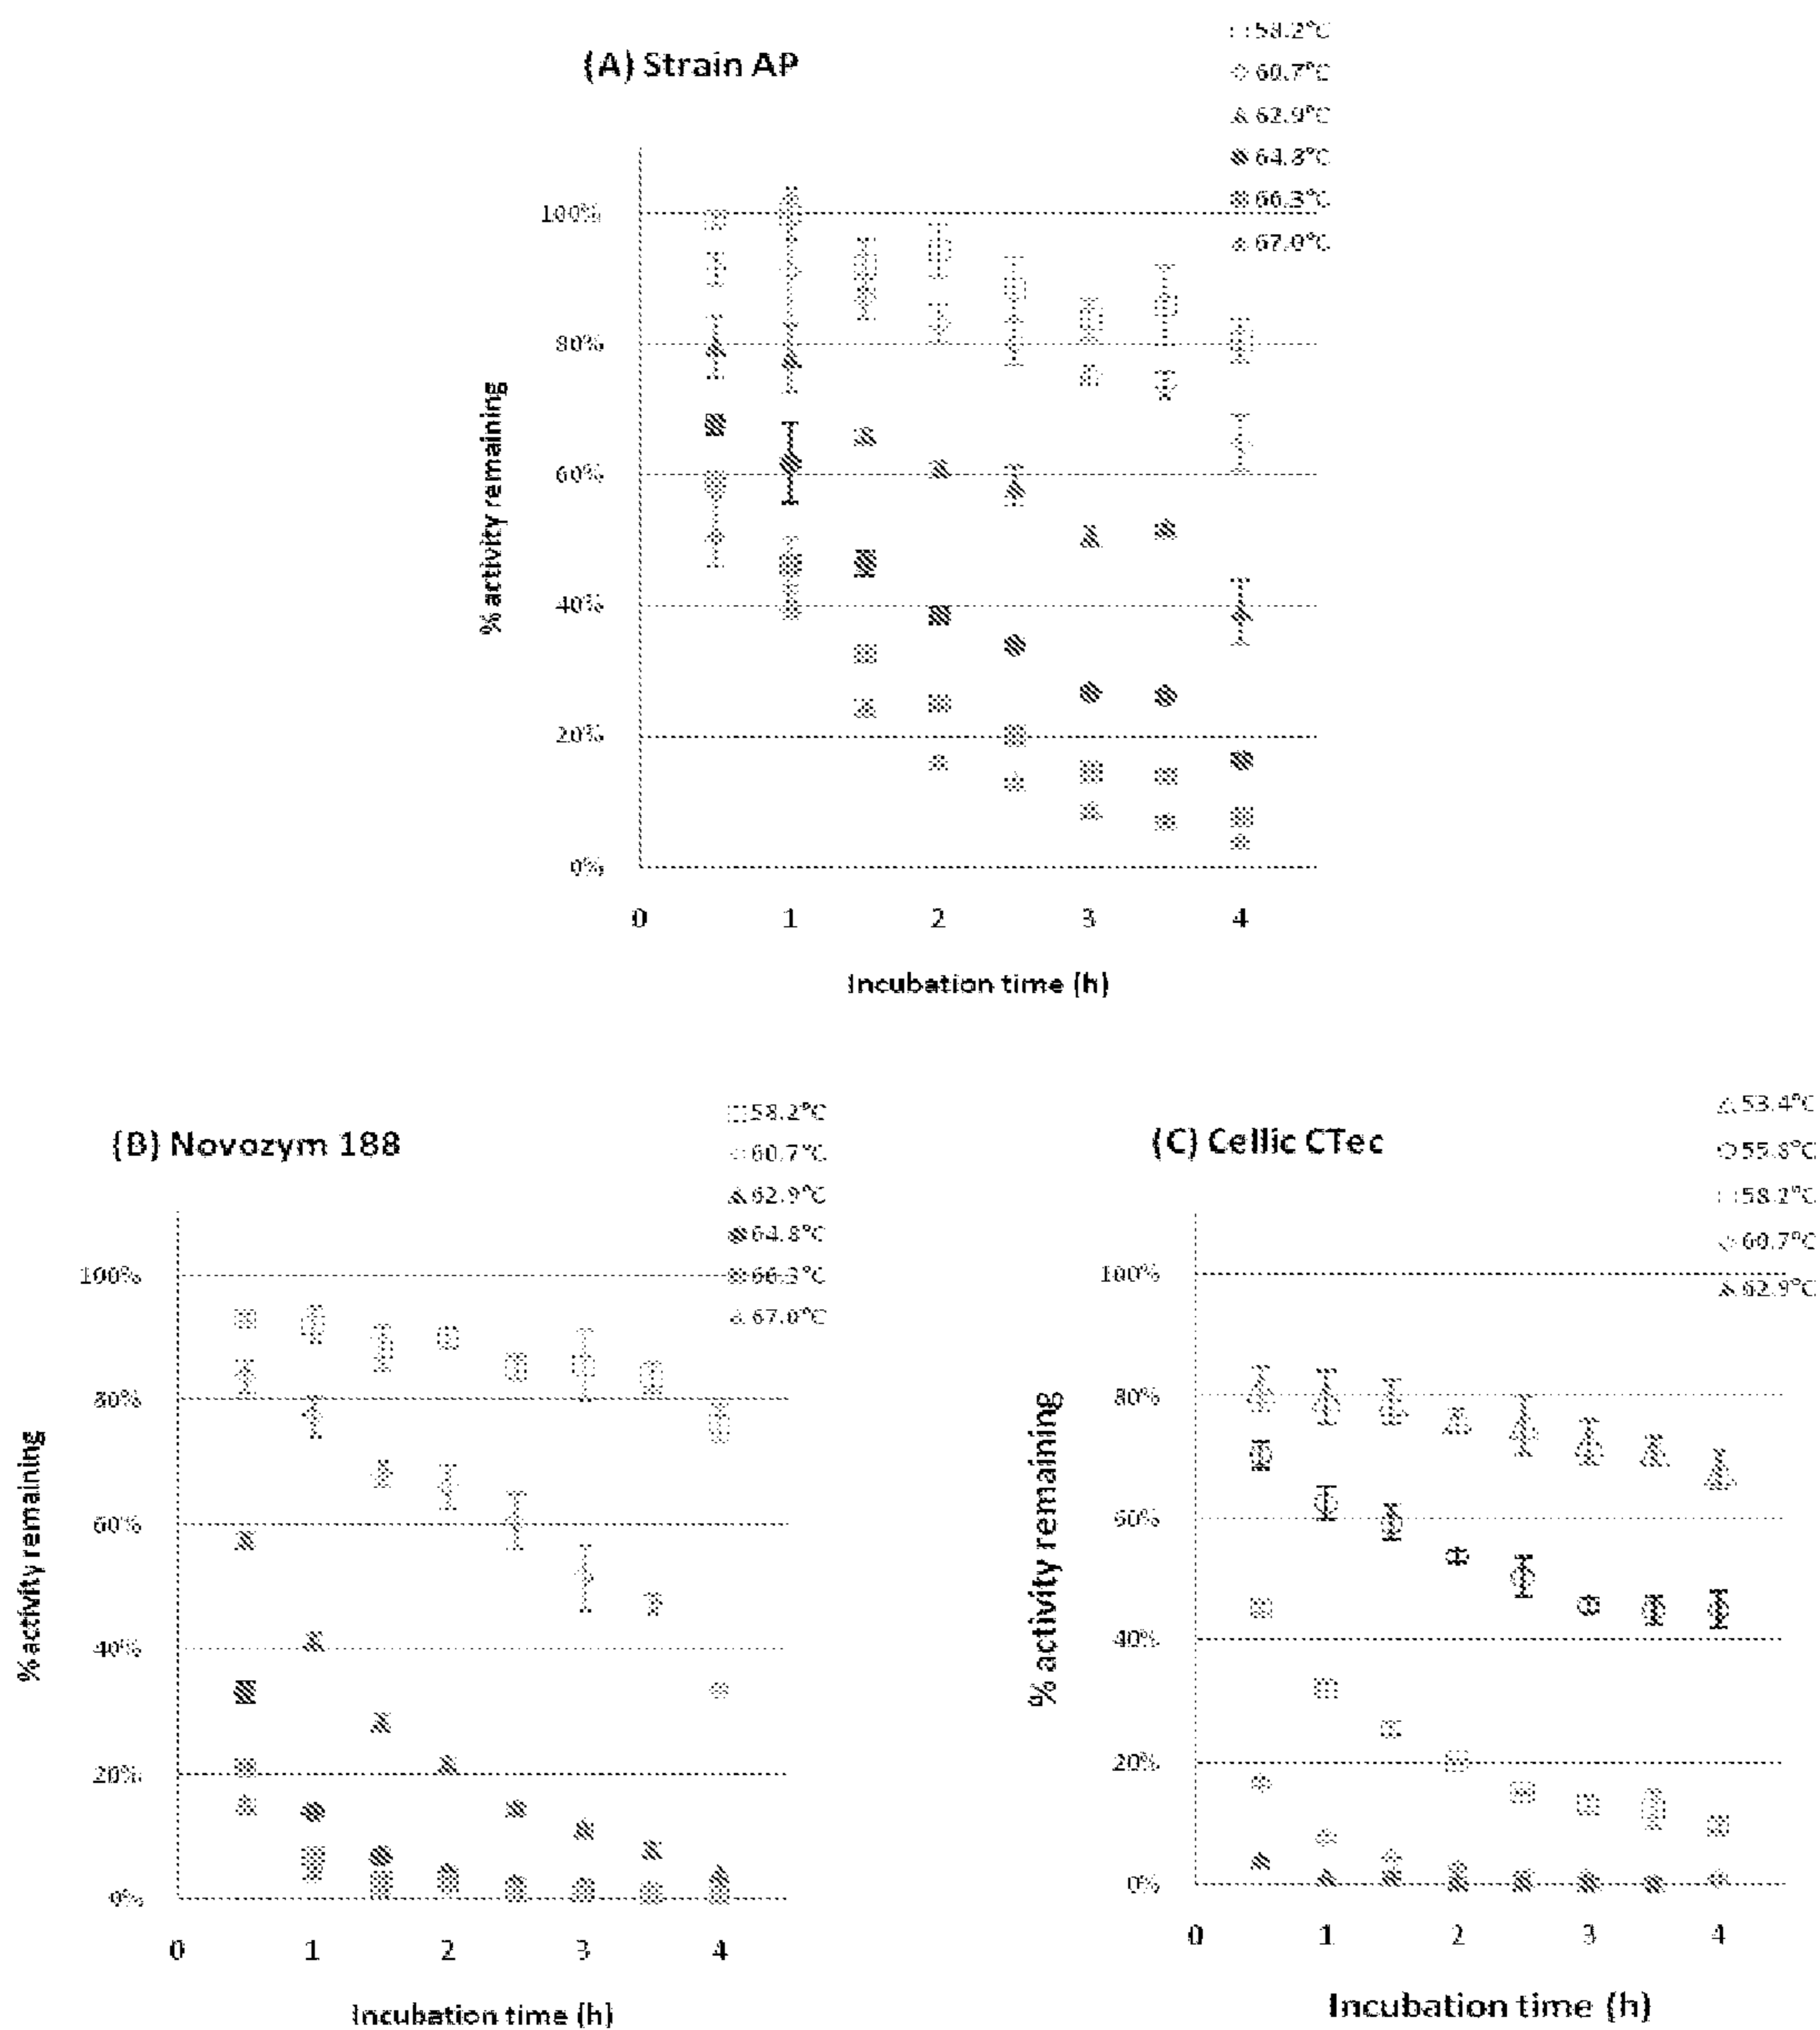 (A) Strain AP
58.2°C
60.7°C
62.9°C
64.8°C
66.3°C
67.0°C
100%
80%
60%
40%
20%
0%
% activity remaining
0 1 2 3 4
Incubation time (h)
(B) Novozym 188
58.2°C
60.7°C
62.9°C
64.8°C
66.3°C
67.0°C
100%
80%
60%
40%
20%
0%
% activity remaining
0 1 2 3 4
Incubation time (h)
(C) Cellic CTec
53.4°C
55.8°C
58.2°C
60.7°C
62.9°C
100%
80%
60%
40%
20%
0%
% activity remaining
0 1 2 3 4
Incubation time (h)